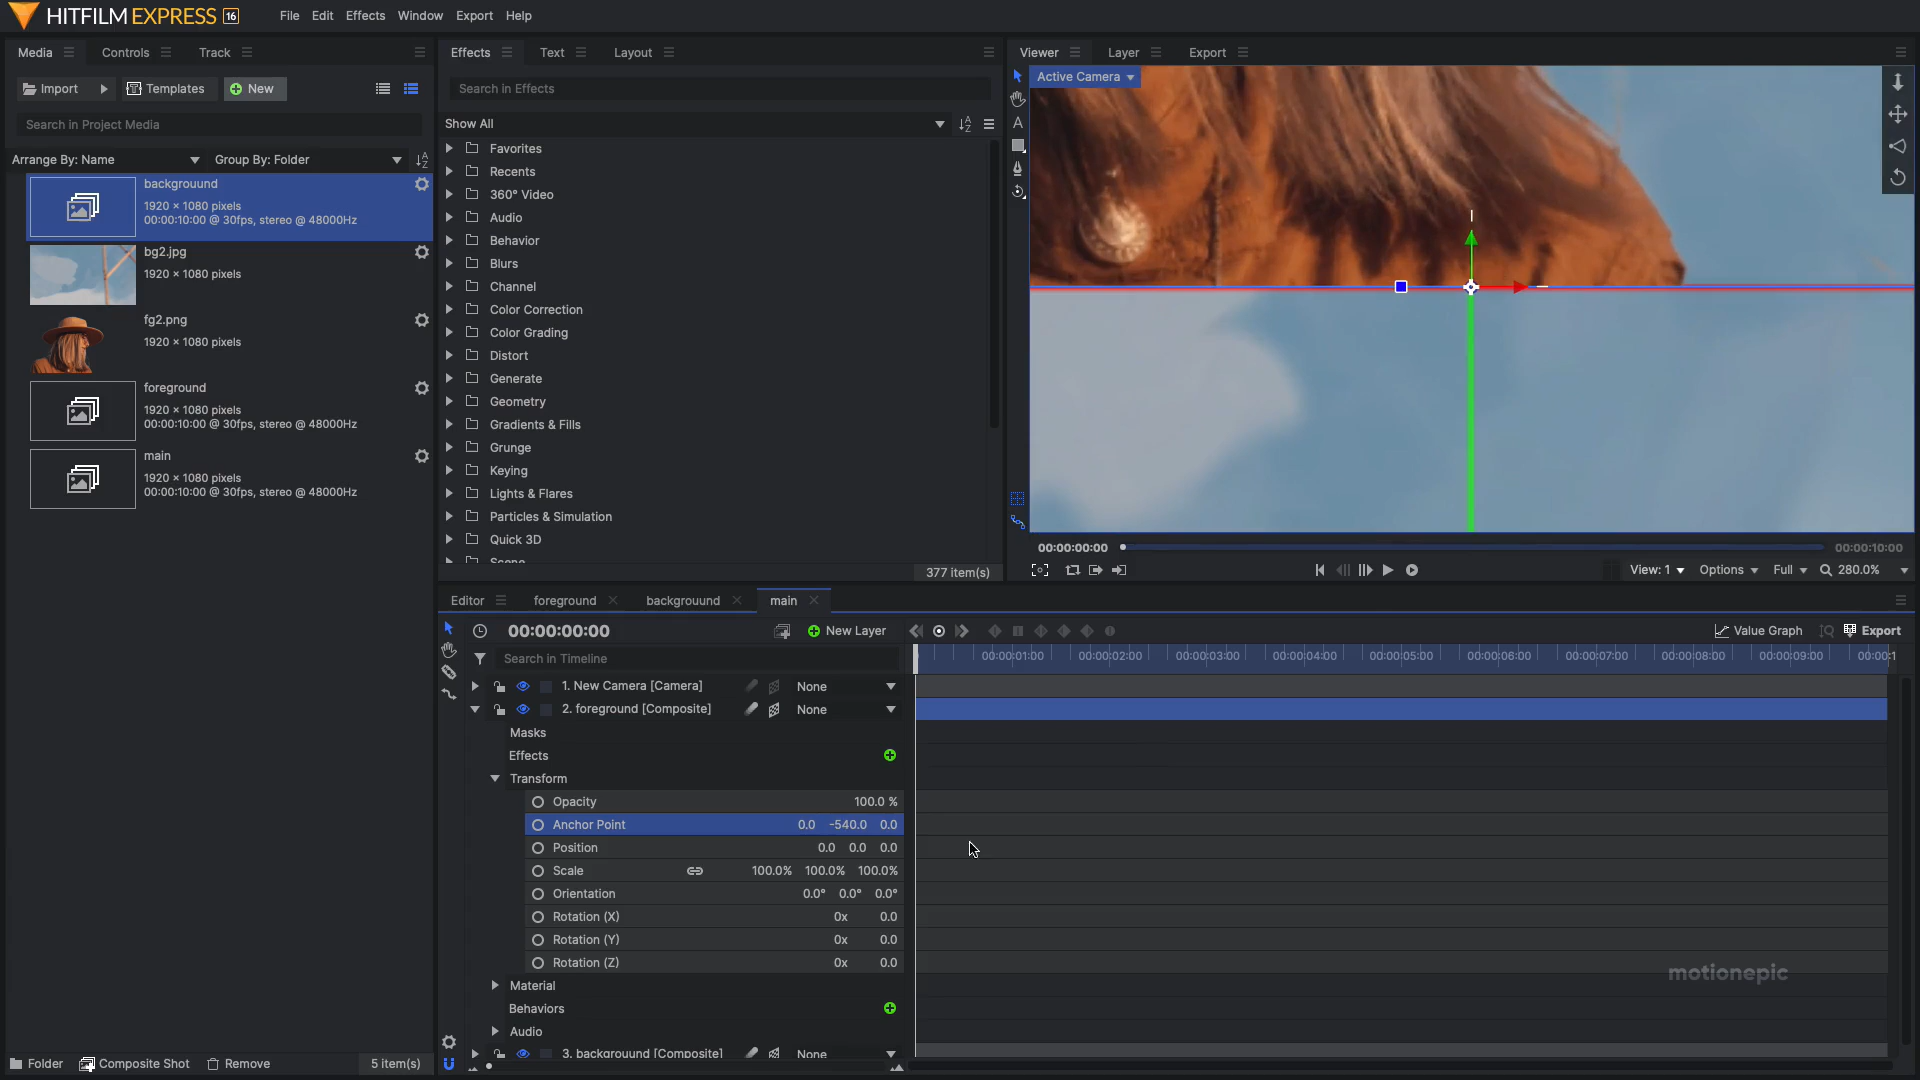 HITFILM EXPRESS 16
File Edit Effects Window Export Help
Media Controls Track
Import Templates New
Search in Project Media
Arrange By: Name Group By: Folder
backgrouund
1920 × 1080 pixels
00:00:10:00 @ 30fps, stereo @ 48000Hz
bg2.jpg
1920 × 1080 pixels
fg2.png
1920 × 1080 pixels
foreground
1920 × 1080 pixels
00:00:10:00 @ 30fps, stereo @ 48000Hz
main
1920 × 1080 pixels
00:00:10:00 @ 30fps, stereo @ 48000Hz
Folder Composite Shot Remove 5 item(s)
Effects Text Layout
Search in Effects
Show All
Favorites
Recents
360° Video
Audio
Behavior
Blurs
Channel
Color Correction
Color Grading
Distort
Generate
Geometry
Gradients & Fills
Grunge
Keying
Lights & Flares
Particles & Simulation
Quick 3D
Scene
377 item(s)
Viewer Layer Export
Active Camera
00:00:00:00 00:00:10:00
View: 1 Options Full 280.0%
Editor foreground backgrouund main
00:00:00:00 New Layer Value Graph Export
Search in Timeline
00:00:01:00 00:00:02:00 00:00:03:00 00:00:04:00 00:00:05:00 00:00:06:00 00:00:07:00 00:00:08:00 00:00:09:00 00:00:1
1. New Camera [Camera] None
2. foreground [Composite] None
Masks
Effects
Transform
Opacity 100.0 %
Anchor Point 0.0 -540.0 0.0
Position 0.0 0.0 0.0
Scale 100.0% 100.0% 100.0%
Orientation 0.0° 0.0° 0.0°
Rotation (X) 0x 0.0
Rotation (Y) 0x 0.0
Rotation (Z) 0x 0.0
Material
Behaviors
Audio
3. backgrouund [Composite] None
motionepic